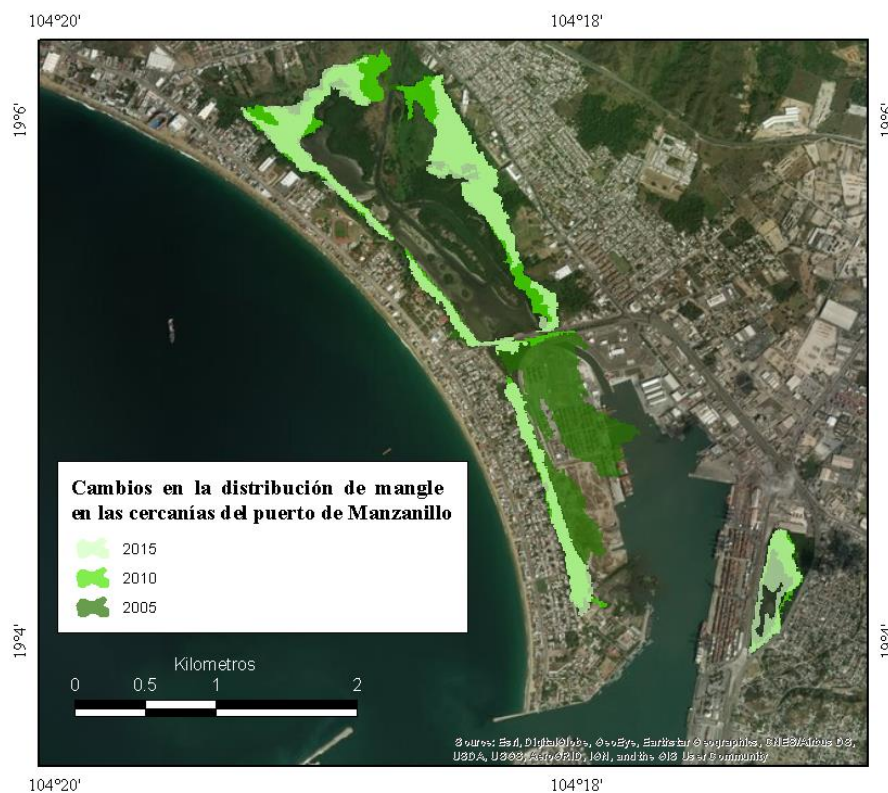 104°20' 104°18'
19°6' 19°6'
Cambios en la distribución de mangle
en las cercanías del puerto de Manzanillo
2015
2010
2005
Kilometros
0 0.5 1 2
19°4' 19°4'
Source: Esri, DigitalGlobe, GeoEye, Earthstar Geographics, CNES/Airbus DS,
USDA, USGS, AeroGRID, IGN, and the GIS User Community
104°20' 104°18'